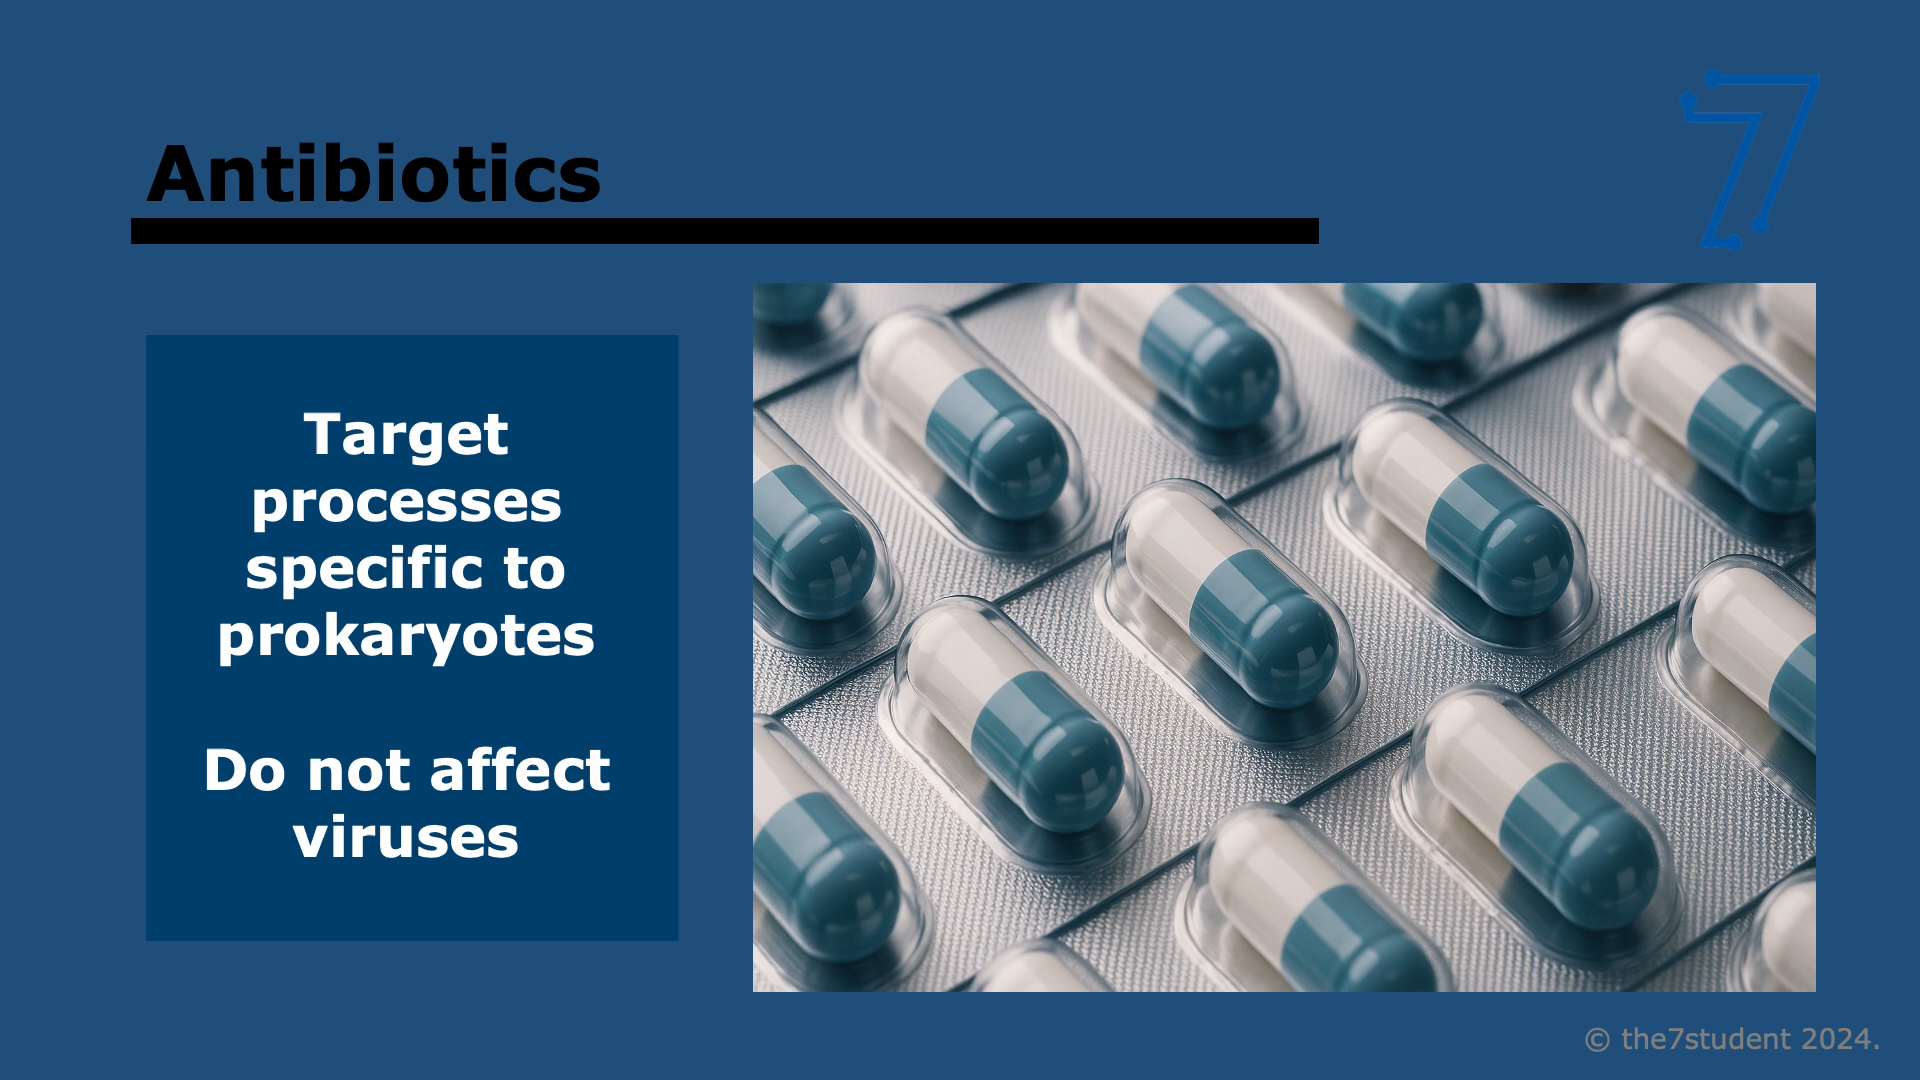 Antibiotics
Target
processes
specific to
prokaryotes
Do not affect
viruses
© the7student 2024.